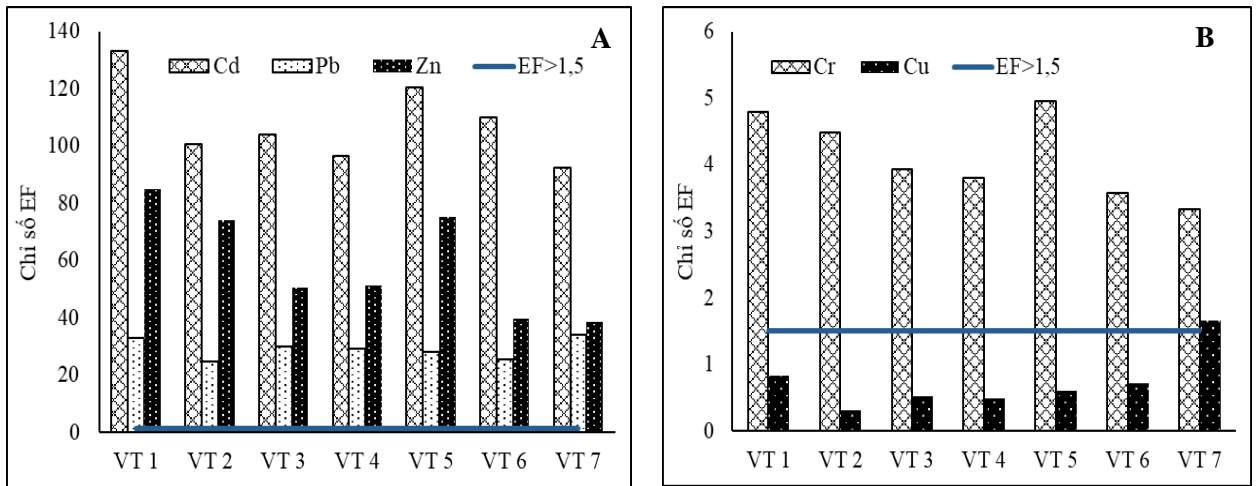 A
Cd Pb Zn EF>1,5
Chỉ số EF
140
120
100
80
60
40
20
0
VT 1 VT 2 VT 3 VT 4 VT 5 VT 6 VT 7
B
Cr Cu EF>1,5
Chỉ số EF
6
5
4
3
2
1
0
VT 1 VT 2 VT 3 VT 4 VT 5 VT 6 VT 7